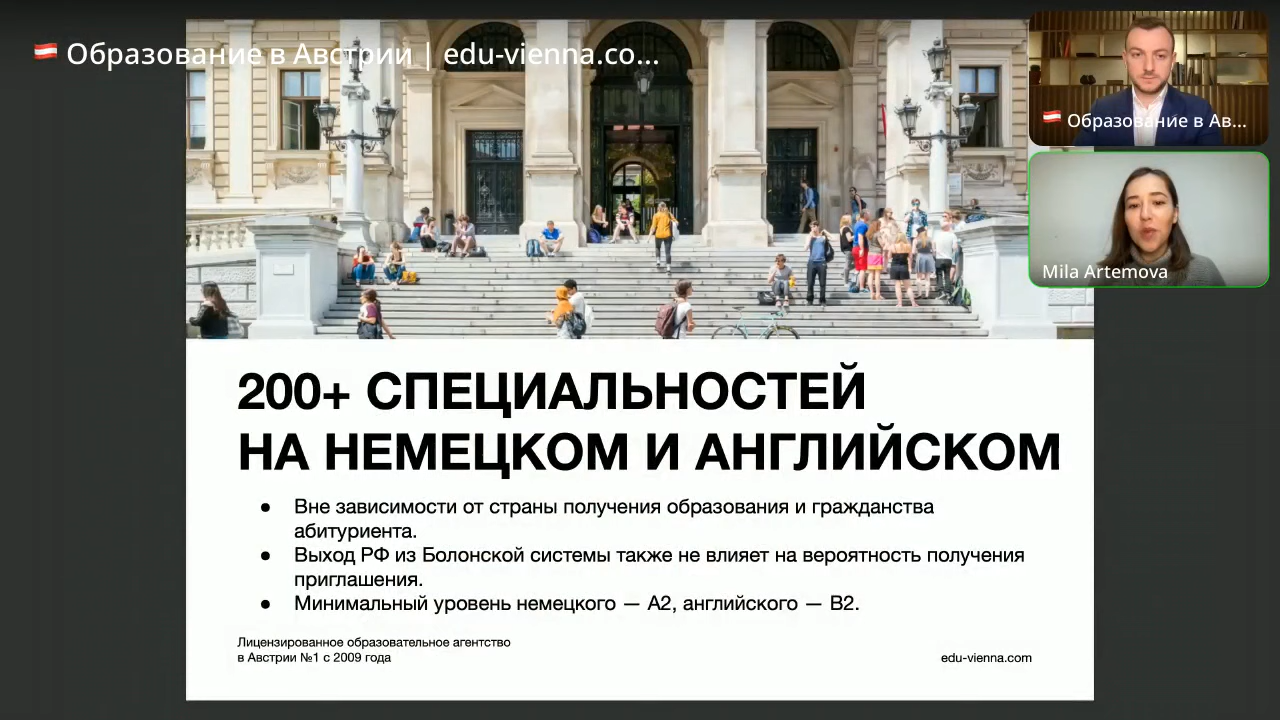 🇦🇹 Образование в Австрии | edu-vienna.co...
🇦🇹 Образование в Ав...
Mila Artemova
200+ СПЕЦИАЛЬНОСТЕЙ
НА НЕМЕЦКОМ И АНГЛИЙСКОМ
● Вне зависимости от страны получения образования и гражданства
абитуриента.
● Выход РФ из Болонской системы также не влияет на вероятность получения
приглашения.
● Минимальный уровень немецкого — А2, английского — В2.
Лицензированное образовательное агентство
в Австрии №1 с 2009 года
edu-vienna.com